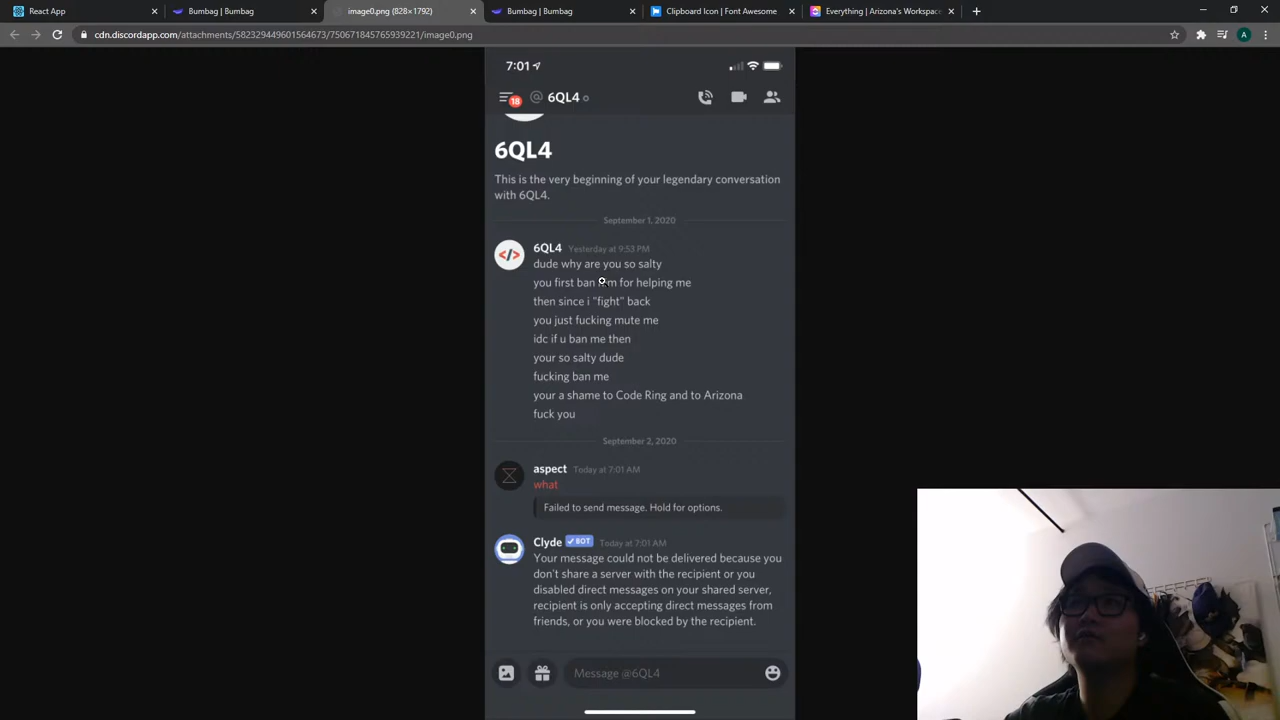 React App
Bumbag | Bumbag
image0.png (828×1792)
Bumbag | Bumbag
Clipboard Icon | Font Awesome
Everything | Arizona's Workspace
cdn.discordapp.com/attachments/582329449601564673/750671845765939221/image0.png
A
7:01
18
@ 6QL4
6QL4
This is the very beginning of your legendary conversation
with 6QL4.
September 1, 2020
6QL4 Yesterday at 9:53 PM
dude why are you so salty
you first ban for helping me
then since i "fight" back
you just fucking mute me
idc if u ban me then
your so salty dude
fucking ban me
your a shame to Code Ring and to Arizona
fuck you
September 2, 2020
aspect Today at 7:01 AM
what
Failed to send message. Hold for options.
Clyde BOT Today at 7:01 AM
Your message could not be delivered because you
don't share a server with the recipient or you
disabled direct messages on your shared server,
recipient is only accepting direct messages from
friends, or you were blocked by the recipient.
Message @6QL4